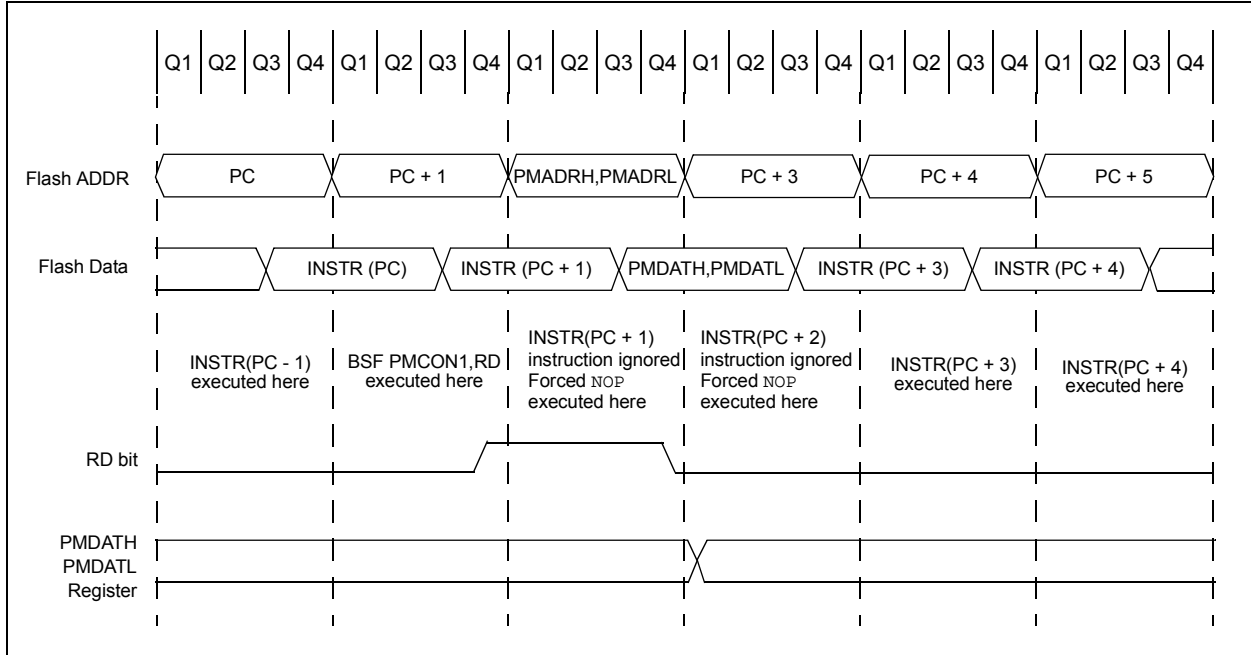 Q1 Q2 Q3 Q4 Q1 Q2 Q3 Q4 Q1 Q2 Q3 Q4 Q1 Q2 Q3 Q4 Q1 Q2 Q3 Q4 Q1 Q2 Q3 Q4
Flash ADDR PC PC + 1 PMADRH,PMADRL PC + 3 PC + 4 PC + 5
Flash Data INSTR (PC) INSTR (PC + 1) PMDATH,PMDATL INSTR (PC + 3) INSTR (PC + 4)
INSTR(PC - 1)
executed here
BSF PMCON1,RD
executed here
INSTR(PC + 1)
instruction ignored
Forced NOP
executed here
INSTR(PC + 2)
instruction ignored
Forced NOP
executed here
INSTR(PC + 3)
executed here
INSTR(PC + 4)
executed here
RD bit
PMDATH
PMDATL
Register